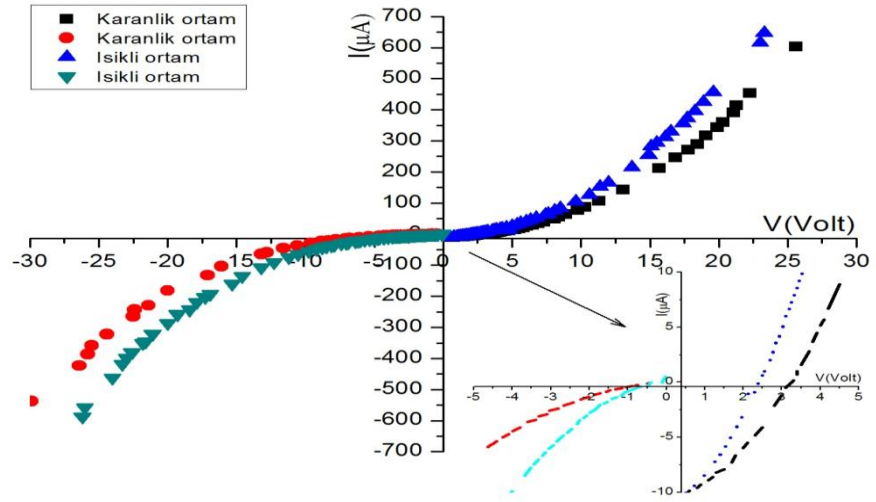 Karanlik ortam
Karanlik ortam
Isikli ortam
Isikli ortam
I(µA)
700
600
500
400
300
200
100
0
-100
-200
-300
-400
-500
-600
-700
-30 -25 -20 -15 -10 -5 0 5 10 15 20 25 30
V(Volt)
10
5
0
-5
-10
I(µA)
V(Volt)
-5 -4 -3 -2 -1 0 1 2 3 4 5